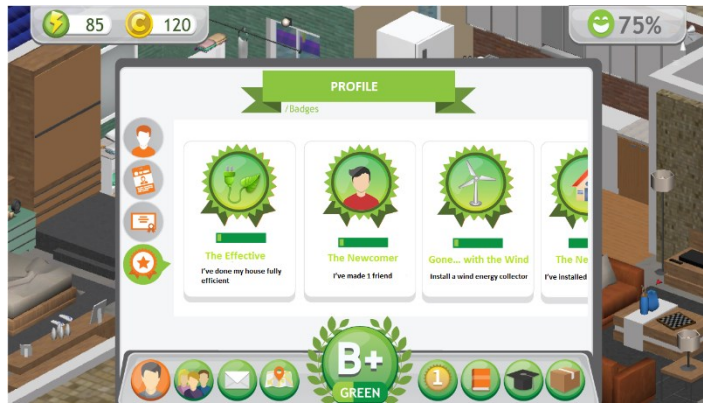 85
120
75%
PROFILE
/Badges
The Effective
I've done my house fully
efficient
The Newcomer
I've made 1 friend
Gone... with the Wind
Install a wind energy collector
The Ne
I've installed
B+
GREEN
1